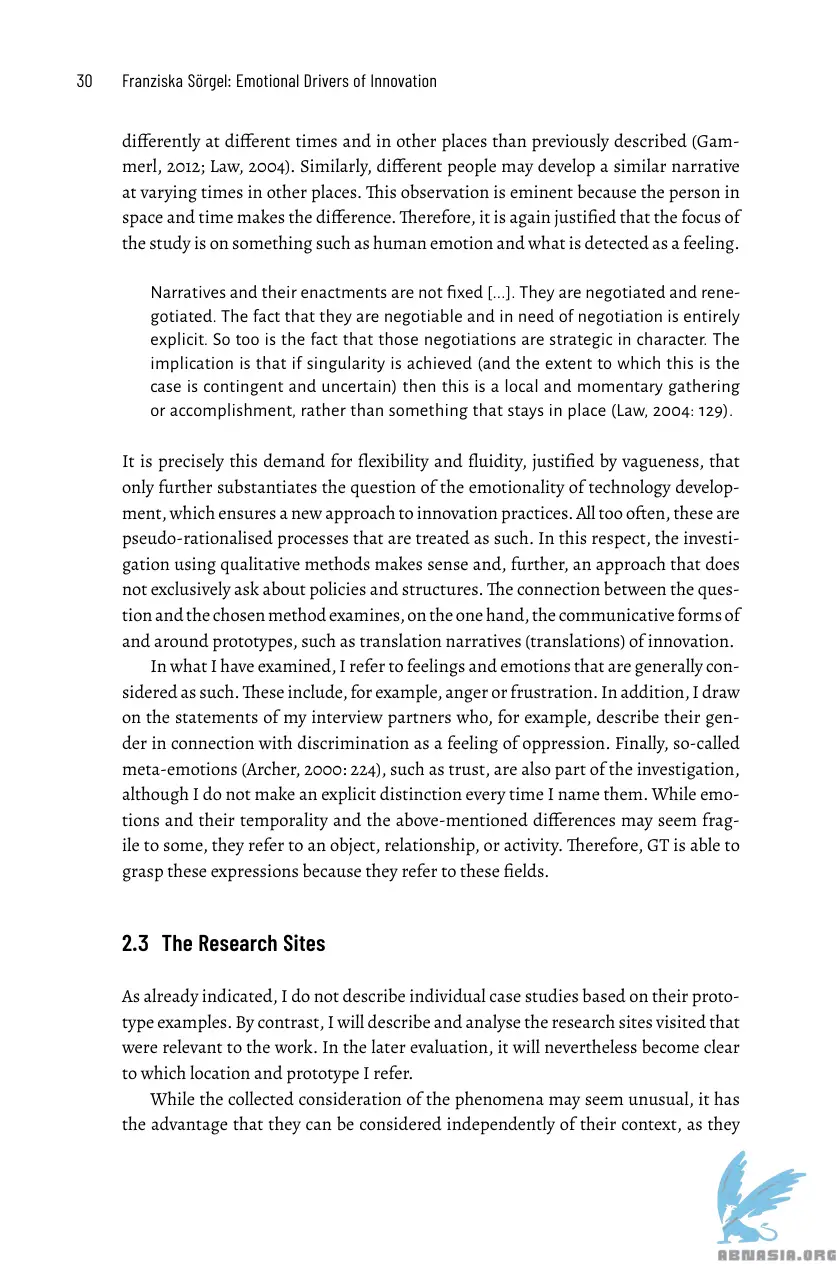 30 Franziska Sörgel: Emotional Drivers of Innovation
differently at different times and in other places than previously described (Gam-
merl, 2012; Law, 2004). Similarly, different people may develop a similar narrative
at varying times in other places. This observation is eminent because the person in
space and time makes the difference. Therefore, it is again justified that the focus of
the study is on something such as human emotion and what is detected as a feeling.
Narratives and their enactments are not fixed [...]. They are negotiated and rene-
gotiated. The fact that they are negotiable and in need of negotiation is entirely
explicit. So too is the fact that those negotiations are strategic in character. The
implication is that if singularity is achieved (and the extent to which this is the
case is contingent and uncertain) then this is a local and momentary gathering
or accomplishment, rather than something that stays in place (Law, 2004: 129).
It is precisely this demand for flexibility and fluidity, justified by vagueness, that
only further substantiates the question of the emotionality of technology develop-
ment, which ensures a new approach to innovation practices. All too often, these are
pseudo-rationalised processes that are treated as such. In this respect, the investi-
gation using qualitative methods makes sense and, further, an approach that does
not exclusively ask about policies and structures. The connection between the ques-
tion and the chosen method examines, on the one hand, the communicative forms of
and around prototypes, such as translation narratives (translations) of innovation.
In what I have examined, I refer to feelings and emotions that are generally con-
sidered as such. These include, for example, anger or frustration. In addition, I draw
on the statements of my interview partners who, for example, describe their gen-
der in connection with discrimination as a feeling of oppression. Finally, so-called
meta-emotions (Archer, 2000: 224), such as trust, are also part of the investigation,
although I do not make an explicit distinction every time I name them. While emo-
tions and their temporality and the above-mentioned differences may seem frag-
ile to some, they refer to an object, relationship, or activity. Therefore, GT is able to
grasp these expressions because they refer to these fields.
2.3 The Research Sites
As already indicated, I do not describe individual case studies based on their proto-
type examples. By contrast, I will describe and analyse the research sites visited that
were relevant to the work. In the later evaluation, it will nevertheless become clear
to which location and prototype I refer.
While the collected consideration of the phenomena may seem unusual, it has
the advantage that they can be considered independently of their context, as they
ABNASIA.ORG